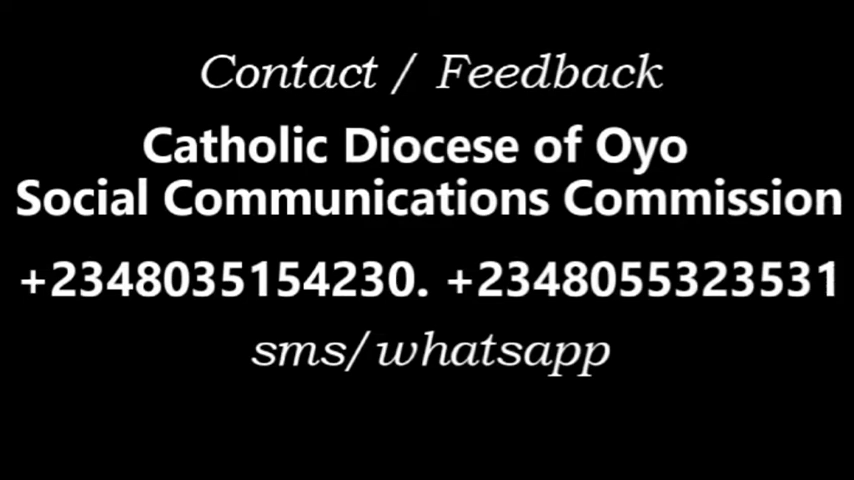 Contact / Feedback
Catholic Diocese of Oyo
Social Communications Commission
+2348035154230. +2348055323531
sms/whatsapp